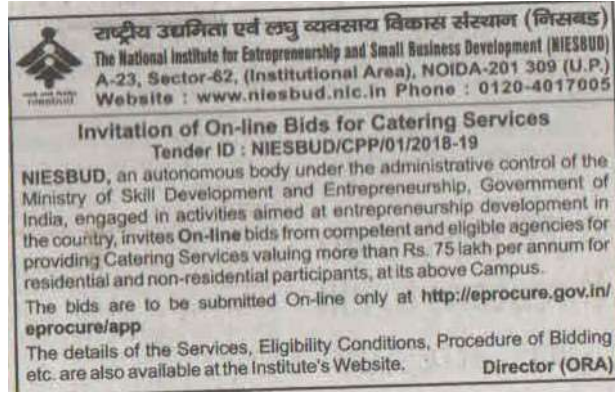 राष्ट्रीय उद्यमिता एवं लघु व्यवसाय विकास संस्थान (निसबड)
The National Institute for Entrepreneurship and Small Business Development (NIESBUD)
A-23, Sector-62, (Institutional Area), NOIDA-201 309 (U.P.)
Website : www.niesbud.nic.in Phone : 0120-4017005
Invitation of On-line Bids for Catering Services
Tender ID : NIESBUD/CPP/01/2018-19
NIESBUD, an autonomous body under the administrative control of the
Ministry of Skill Development and Entrepreneurship, Government of
India, engaged in activities aimed at entrepreneurship development in
the country, invites On-line bids from competent and eligible agencies for
providing Catering Services valuing more than Rs. 75 lakh per annum for
residential and non-residential participants, at its above Campus.
The bids are to be submitted On-line only at http://eprocure.gov.in/
eprocure/app
The details of the Services, Eligibility Conditions, Procedure of Bidding
etc. are also available at the Institute's Website. Director (ORA)